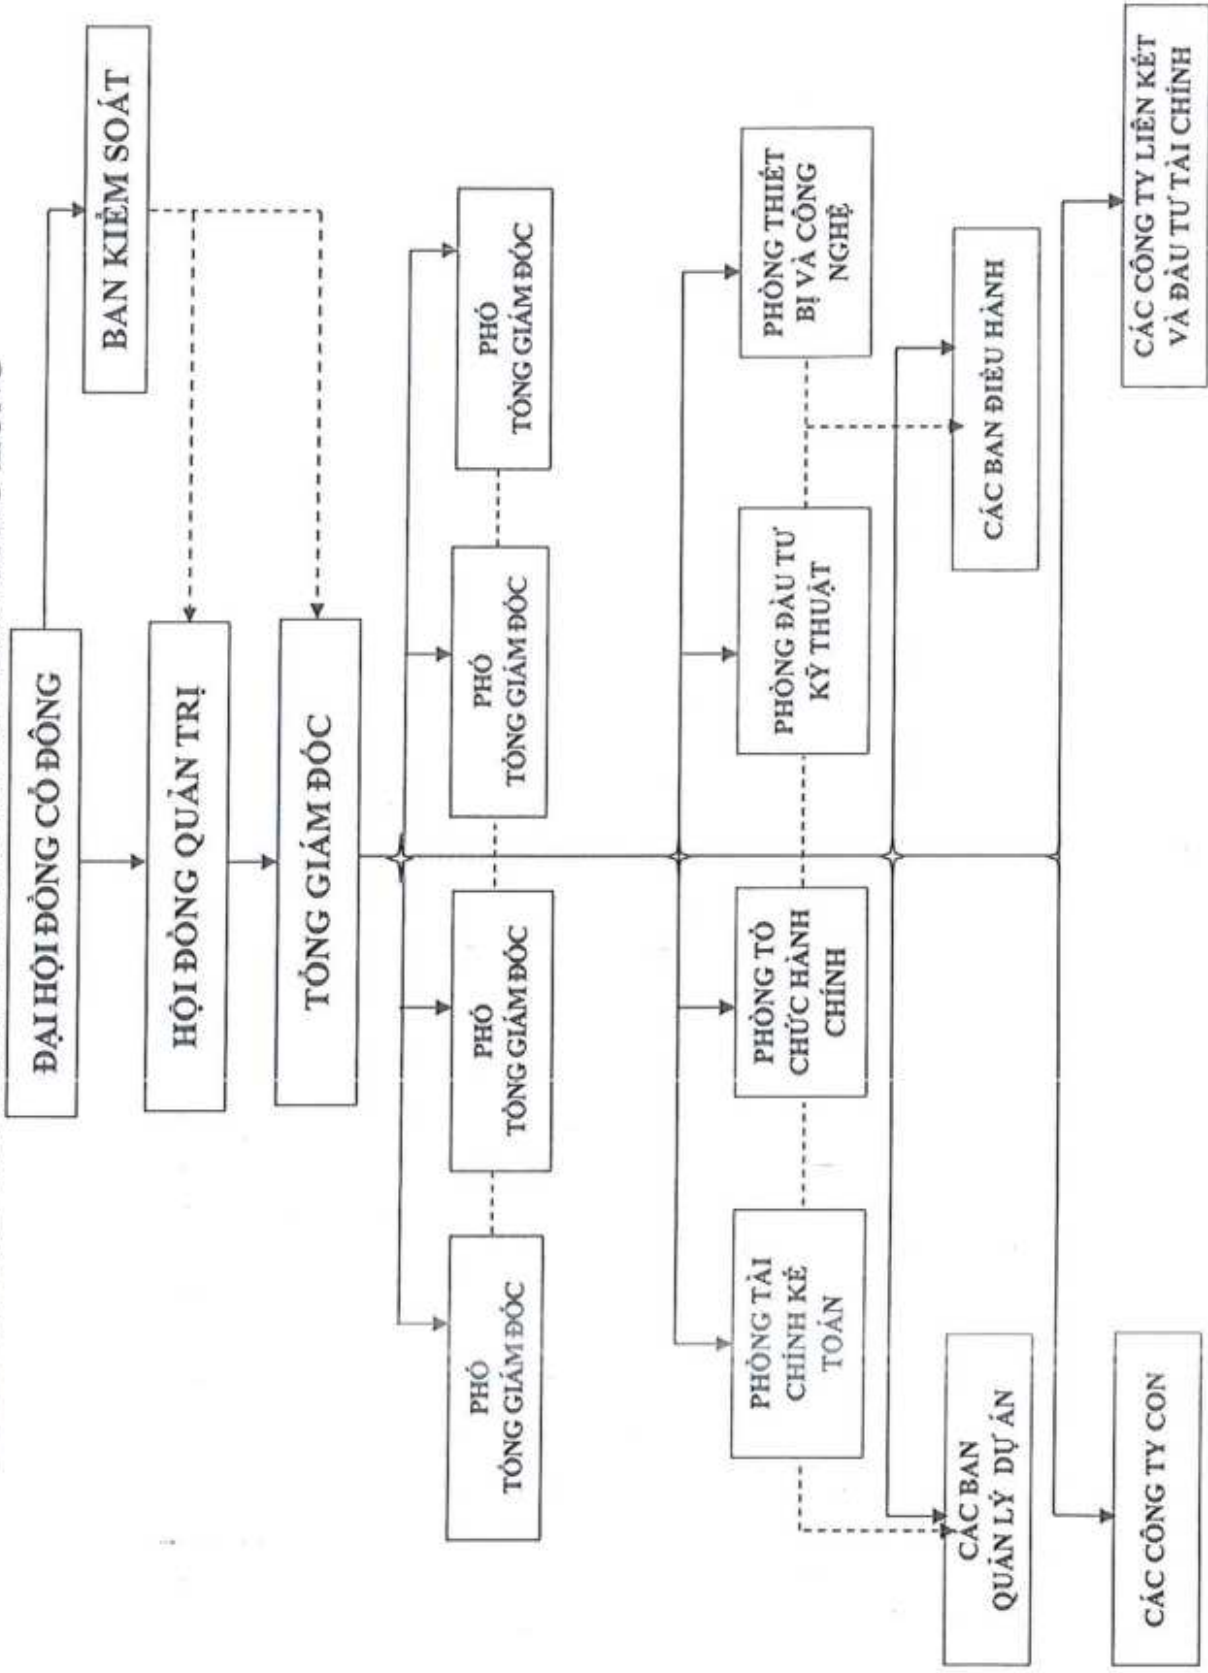 ĐẠI HỘI ĐỒNG CỔ ĐÔNG
BAN KIỂM SOÁT
HỘI ĐỒNG QUẢN TRỊ
TỔNG GIÁM ĐỐC
PHÓ
TỔNG GIÁM ĐỐC
PHÓ
TỔNG GIÁM ĐỐC
PHÓ
TỔNG GIÁM ĐỐC
PHÓ
TỔNG GIÁM ĐỐC
PHÒNG TÀI
CHÍNH KẾ
TOÁN
PHÒNG TỔ
CHỨC HÀNH
CHÍNH
PHÒNG ĐẦU TƯ
KỸ THUẬT
PHÒNG THIẾT
BỊ VÀ CÔNG
NGHỆ
CÁC BAN
QUẢN LÝ DỰ ÁN
CÁC BAN ĐIỀU HÀNH
CÁC CÔNG TY CON
CÁC CÔNG TY LIÊN KẾT
VÀ ĐẦU TƯ TÀI CHÍNH